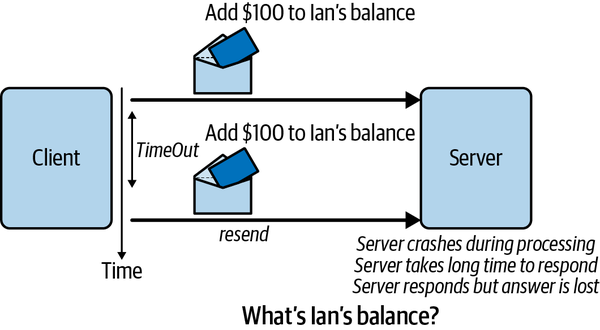 Add $100 to Ian's balance
Client
TimeOut
Add $100 to Ian's balance
Server
resend
Time
Server crashes during processing
Server takes long time to respond
Server responds but answer is lost
What's Ian's balance?